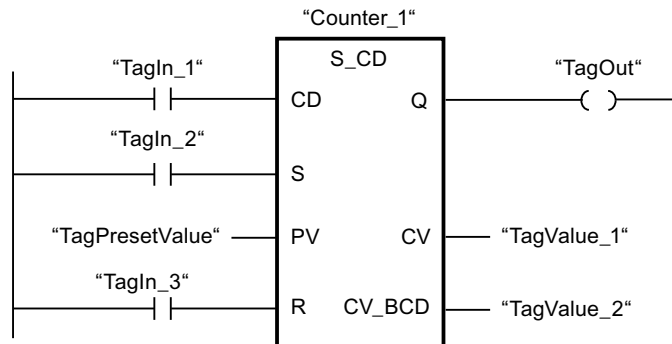 “Counter_1“
S_CD
“TagIn_1“
“TagOut“
CD
Q
“TagIn_2“
S
“TagPresetValue“
PV
CV
“TagValue_1“
“TagIn_3“
R
CV_BCD
“TagValue_2“